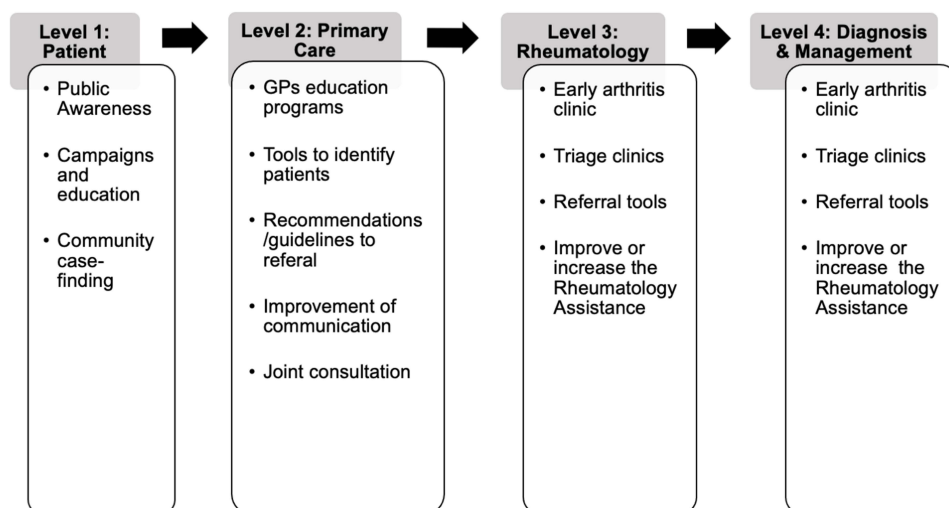 Level 1:
Patient
• Public
Awareness
• Campaigns
and
education
• Community
case-
finding
Level 2: Primary
Care
• GPs education
programs
• Tools to identify
patients
• Recommendations
/guidelines to
referal
• Improvement of
communication
• Joint consultation
Level 3:
Rheumatology
• Early arthritis
clinic
• Triage clinics
• Referral tools
• Improve or
increase the
Rheumatology
Assistance
Level 4: Diagnosis
& Management
• Early arthritis
clinic
• Triage clinics
• Referral tools
• Improve or
increase the
Rheumatology
Assistance